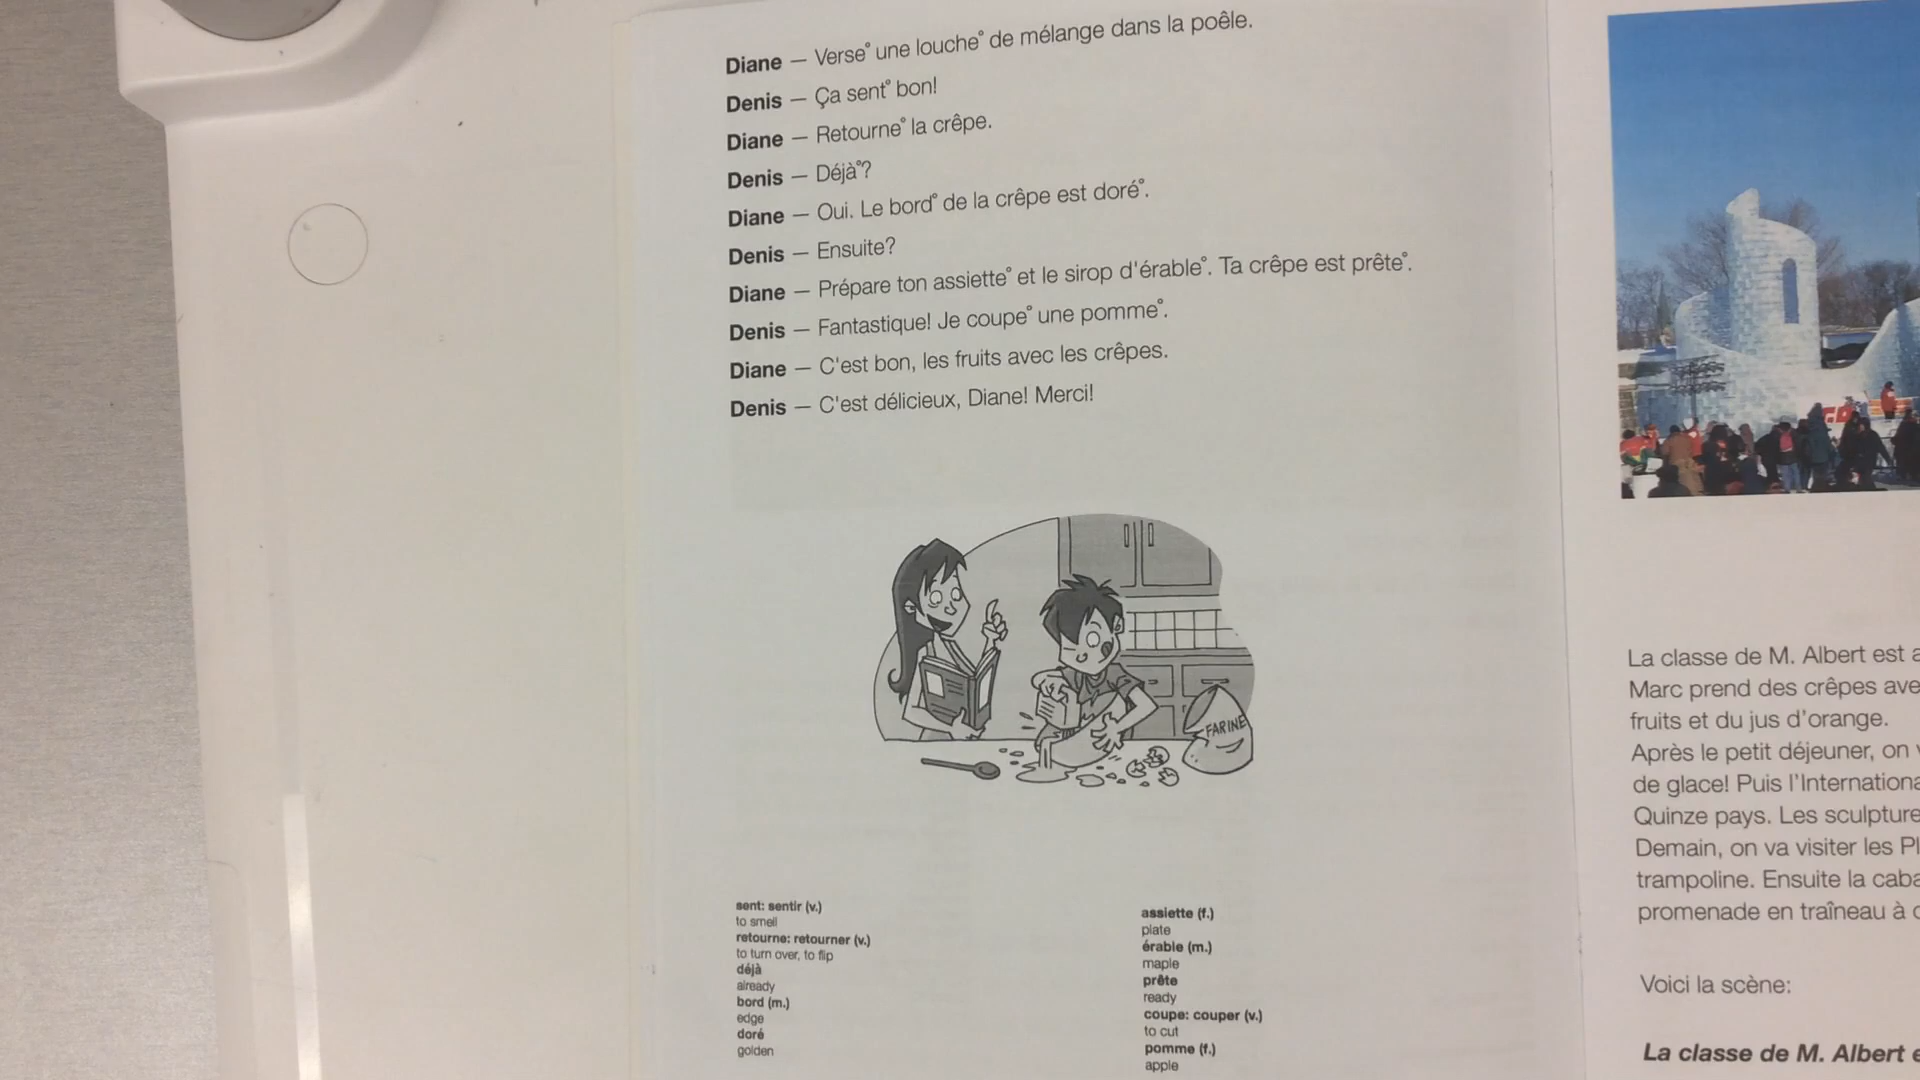 Diane — Verse° une louche° de mélange dans la poêle.
Denis — Ça sent° bon!
Diane — Retourne° la crêpe.
Denis — Déjà°?
Diane — Oui. Le bord° de la crêpe est doré°.
Denis — Ensuite?
Diane — Prépare ton assiette° et le sirop d'érable°. Ta crêpe est prête°.
Denis — Fantastique! Je coupe° une pomme°.
Diane — C'est bon, les fruits avec les crêpes.
Denis — C'est délicieux, Diane! Merci!
FARINE
sent: sentir (v.)
to smell
retourne: retourner (v.)
to turn over, to flip
déjà
already
bord (m.)
edge
doré
golden
assiette (f.)
plate
érable (m.)
maple
prête
ready
coupe: couper (v.)
to cut
pomme (f.)
apple
La classe de M. Albert est
Marc prend des crêpes
fruits et du jus d'orange.
Après le petit déjeuner, on
de glace! Puis
Quinze pays. Les
Demain, on va visiter les
trampoline. Ensuite la
promenade en traîneau à
Voici la scène:
La classe de M. Albert